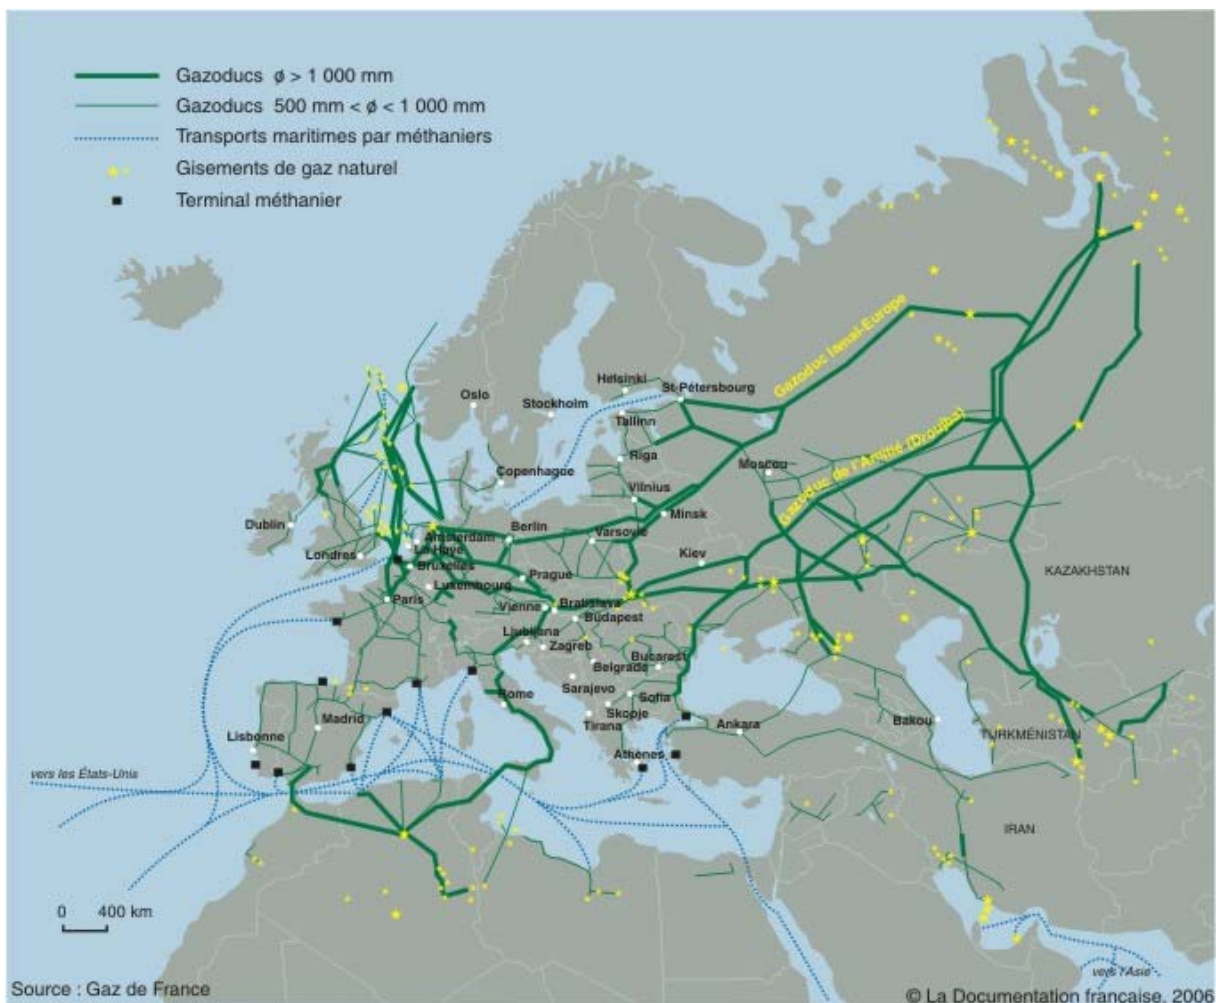 Gazoducs ø > 1 000 mm
Gazoducs 500 mm < ø < 1 000 mm
Transports maritimes par méthaniers
Gisements de gaz naturel
Terminal méthanier
Gazoduc Iamal-Europe
Helsinki
St-Pétersbourg
Oslo
Stockholm
Tallinn
Gazoduc de l'Amitié (Droujba)
Riga
Moscou
Copenhague
Vilnius
Minsk
Dublin
Berlin
Amsterdam
Varsovie
La Haye
Londres
Kiev
Bruxelles
KAZAKHSTAN
Prague
Luxembourg
Paris
Vienne
Bratislava
Budapest
Ljubljana
Zagreb
Bucarest
Belgrade
Sarajevo
Rome
Sofia
Skopje
Madrid
Tirana
Ankara
Bakou
Lisbonne
TURKMÉNISTAN
Athènes
vers les États-Unis
IRAN
0 400 km
vers l'Asie
Source : Gaz de France
© La Documentation française, 2006